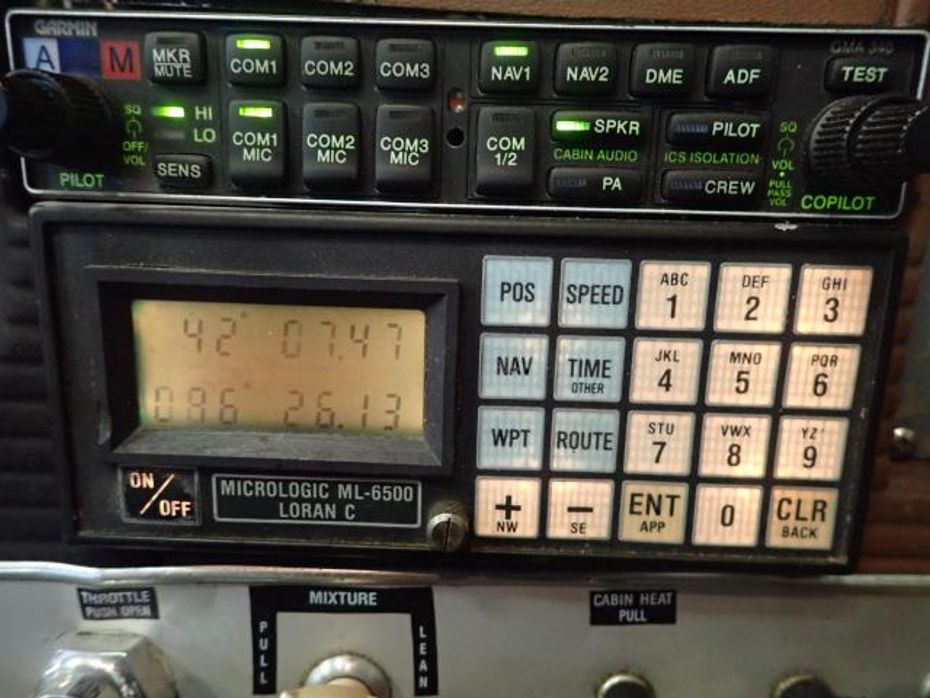 GARMIN
GMA 340
A M
MKR MUTE
COM1 COM2 COM3
NAV1 NAV2 DME ADF TEST
SQ OFF/ VOL
HI
LO
SENS
COM1 MIC
COM2 MIC
COM3 MIC
COM 1/2
SPKR
CABIN AUDIO
PA
PILOT
ICS ISOLATION
CREW
SQ VOL PULL PASS VOL
PILOT
COPILOT
42° 07.47
086° 26.13
ON/OFF
MICROLOGIC ML-6500
LORAN C
POS SPEED ABC 1 DEF 2 GHI 3
NAV TIME OTHER JKL 4 MNO 5 PQR 6
WPT ROUTE STU 7 VWX 8 YZ 9
+ NW - SE ENT APP 0 CLR BACK
THROTTLE
PUSH OPEN
MIXTURE
PULL
LEAN
CABIN HEAT
PULL